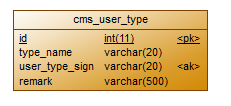 cms_user_type
id int(11) <pk>
type_name varchar(20)
user_type_sign varchar(20) <ak>
remark varchar(500)